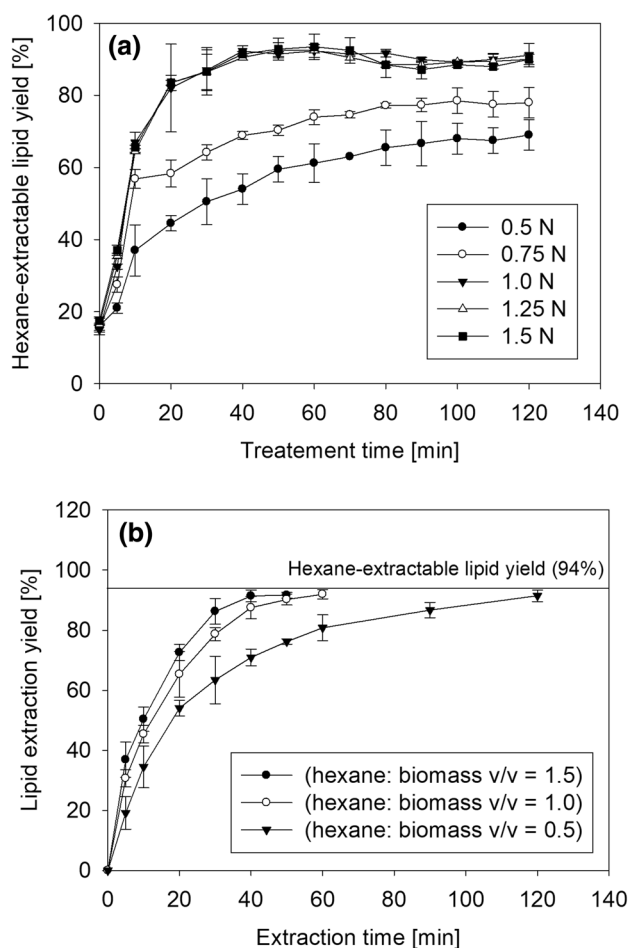 (a)
Hexane-extractable lipid yield [%]
100
80
60
40
20
0
0 20 40 60 80 100 120 140
Treatement time [min]
0.5 N
0.75 N
1.0 N
1.25 N
1.5 N
(b)
Lipid extraction yield [%]
120
100
80
60
40
20
0
Hexane-extractable lipid yield (94%)
(hexane: biomass v/v = 1.5)
(hexane: biomass v/v = 1.0)
(hexane: biomass v/v = 0.5)
0 20 40 60 80 100 120 140
Extraction time [min]